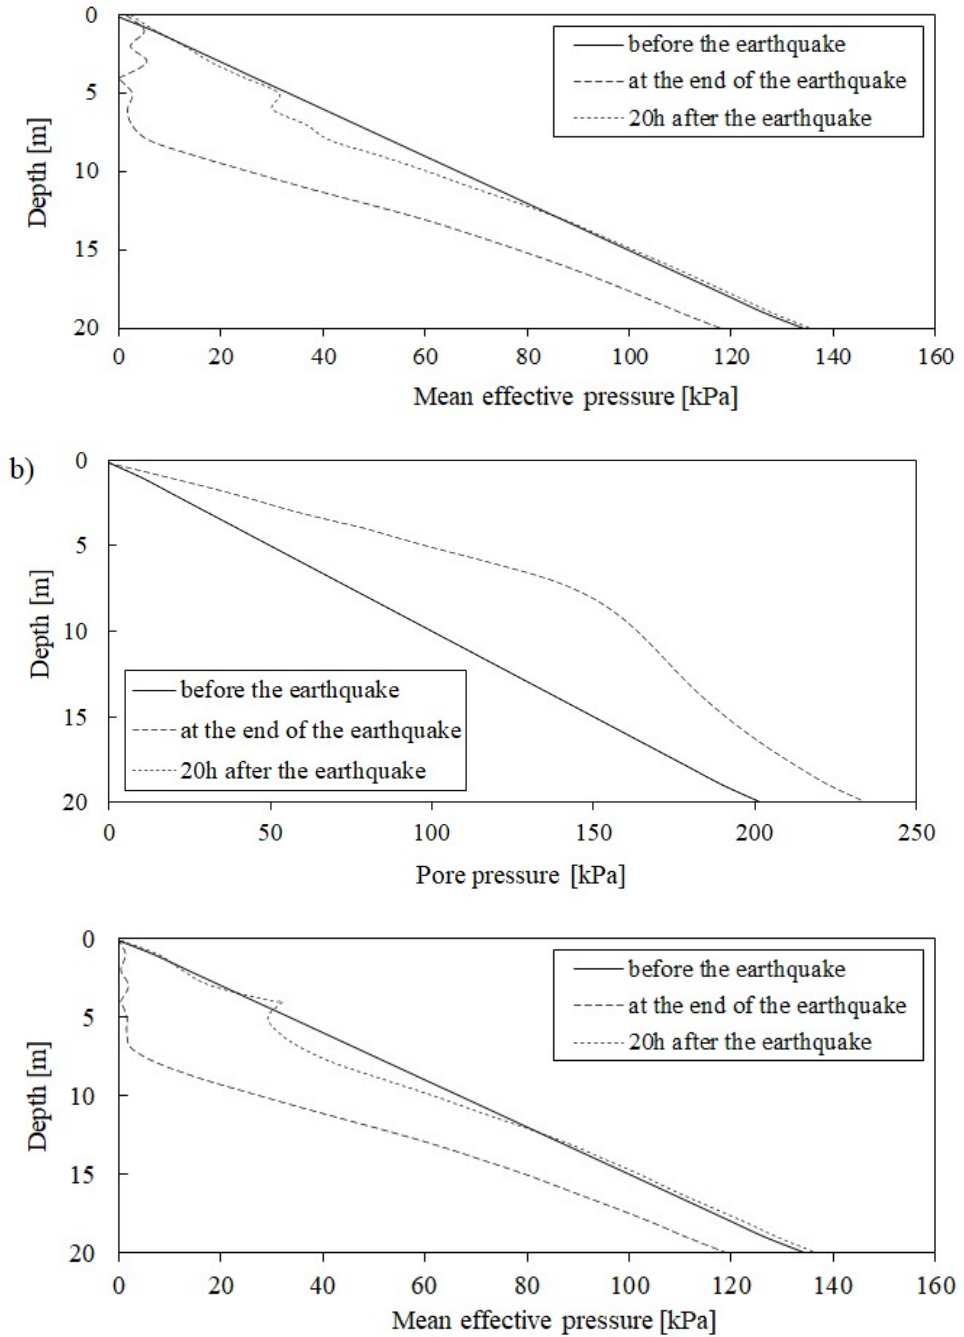 0
5
10
15
20
Depth [m]
before the earthquake
at the end of the earthquake
20h after the earthquake
0 20 40 60 80 100 120 140 160
Mean effective pressure [kPa]
b)
0
5
10
15
20
Depth [m]
before the earthquake
at the end of the earthquake
20h after the earthquake
0 50 100 150 200 250
Pore pressure [kPa]
0
5
10
15
20
Depth [m]
before the earthquake
at the end of the earthquake
20h after the earthquake
0 20 40 60 80 100 120 140 160
Mean effective pressure [kPa]